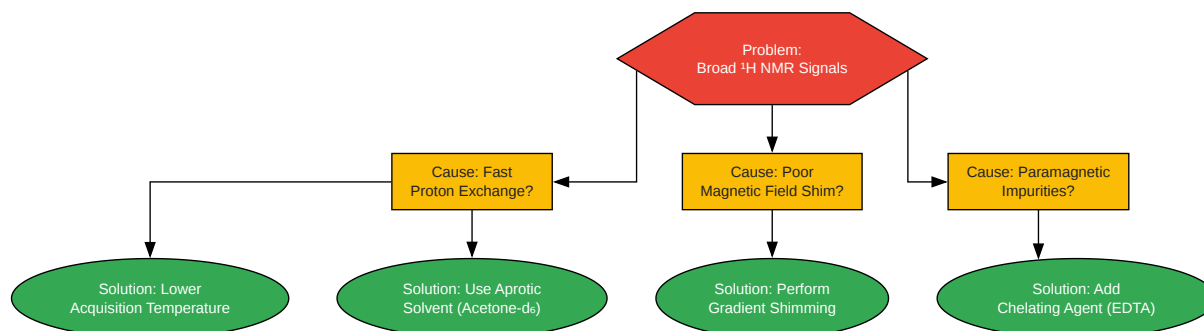 Problem:
Broad ¹H NMR Signals
Cause: Fast
Proton Exchange?
Cause: Poor
Magnetic Field Shim?
Cause: Paramagnetic
Impurities?
Solution: Lower
Acquisition Temperature
Solution: Use Aprotic
Solvent (Acetone-d₆)
Solution: Perform
Gradient Shimming
Solution: Add
Chelating Agent (EDTA)